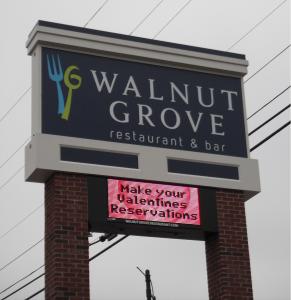 WALNUT
GROVE
restaurant & bar
Make your
Valentines
Reservations